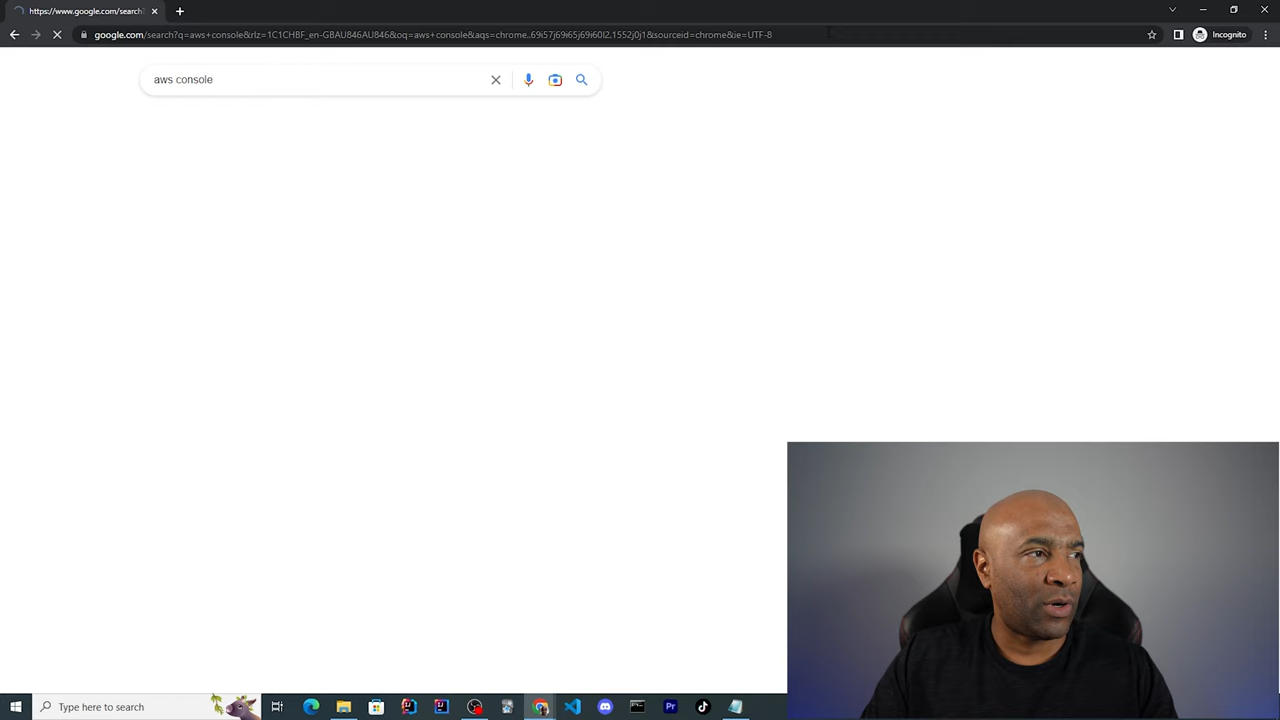 https://www.google.com/search?
google.com/search?q=aws+console&rlz=1C1CHBF_en-GBAU846AU846&oq=aws+console&aqs=chrome..69i57j69i65j69i60l2.1552j0j1&sourceid=chrome&ie=UTF-8
Incognito
aws console
Type here to search
Pr